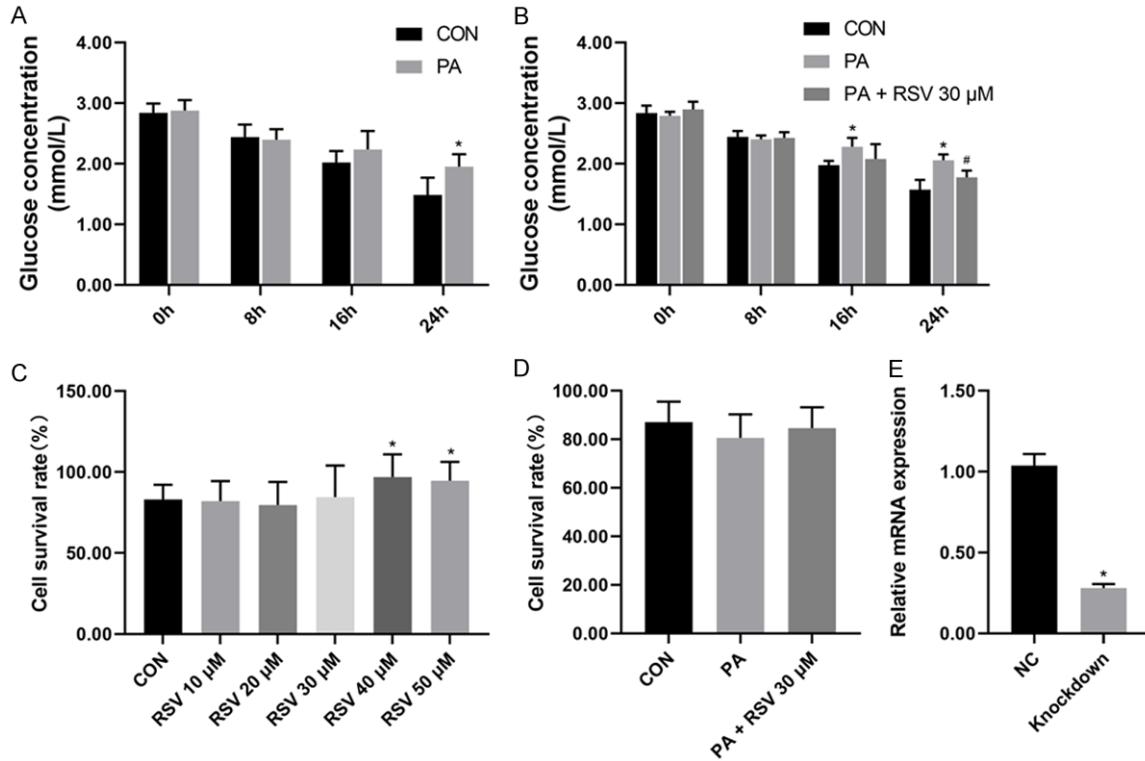 A
Glucose concentration
(mmol/L)
4.00
3.00
2.00
1.00
0.00
CON
PA
*
0h
8h
16h
24h
B
Glucose concentration
(mmol/L)
4.00
3.00
2.00
1.00
0.00
CON
PA
PA + RSV 30 μM
*
*
#
0h
8h
16h
24h
C
Cell survival rate(%)
150.00
100.00
50.00
0.00
*
*
CON
RSV 10 μM
RSV 20 μM
RSV 30 μM
RSV 40 μM
RSV 50 μM
D
Cell survival rate(%)
100.00
80.00
60.00
40.00
20.00
0.00
CON
PA
PA + RSV 30 μM
E
Relative mRNA expression
1.50
1.00
0.50
0.00
*
NC
Knockdown